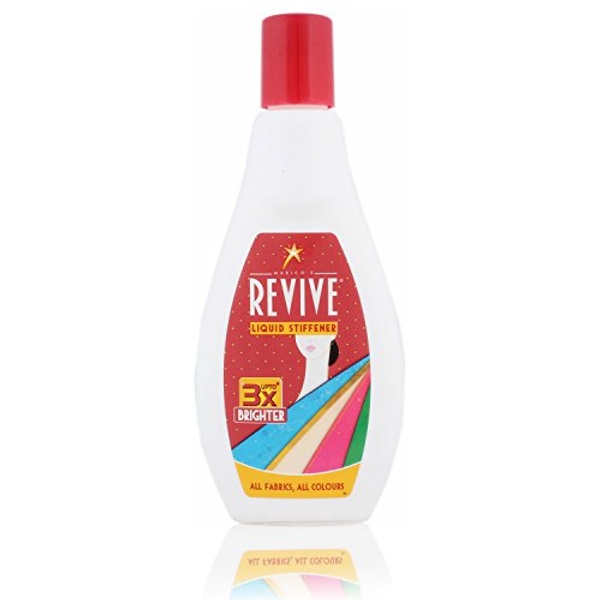 MARICO'S
REVIVE
LIQUID STIFFENER
UPTO*
3x
BRIGHTER
ALL FABRICS, ALL COLOURS